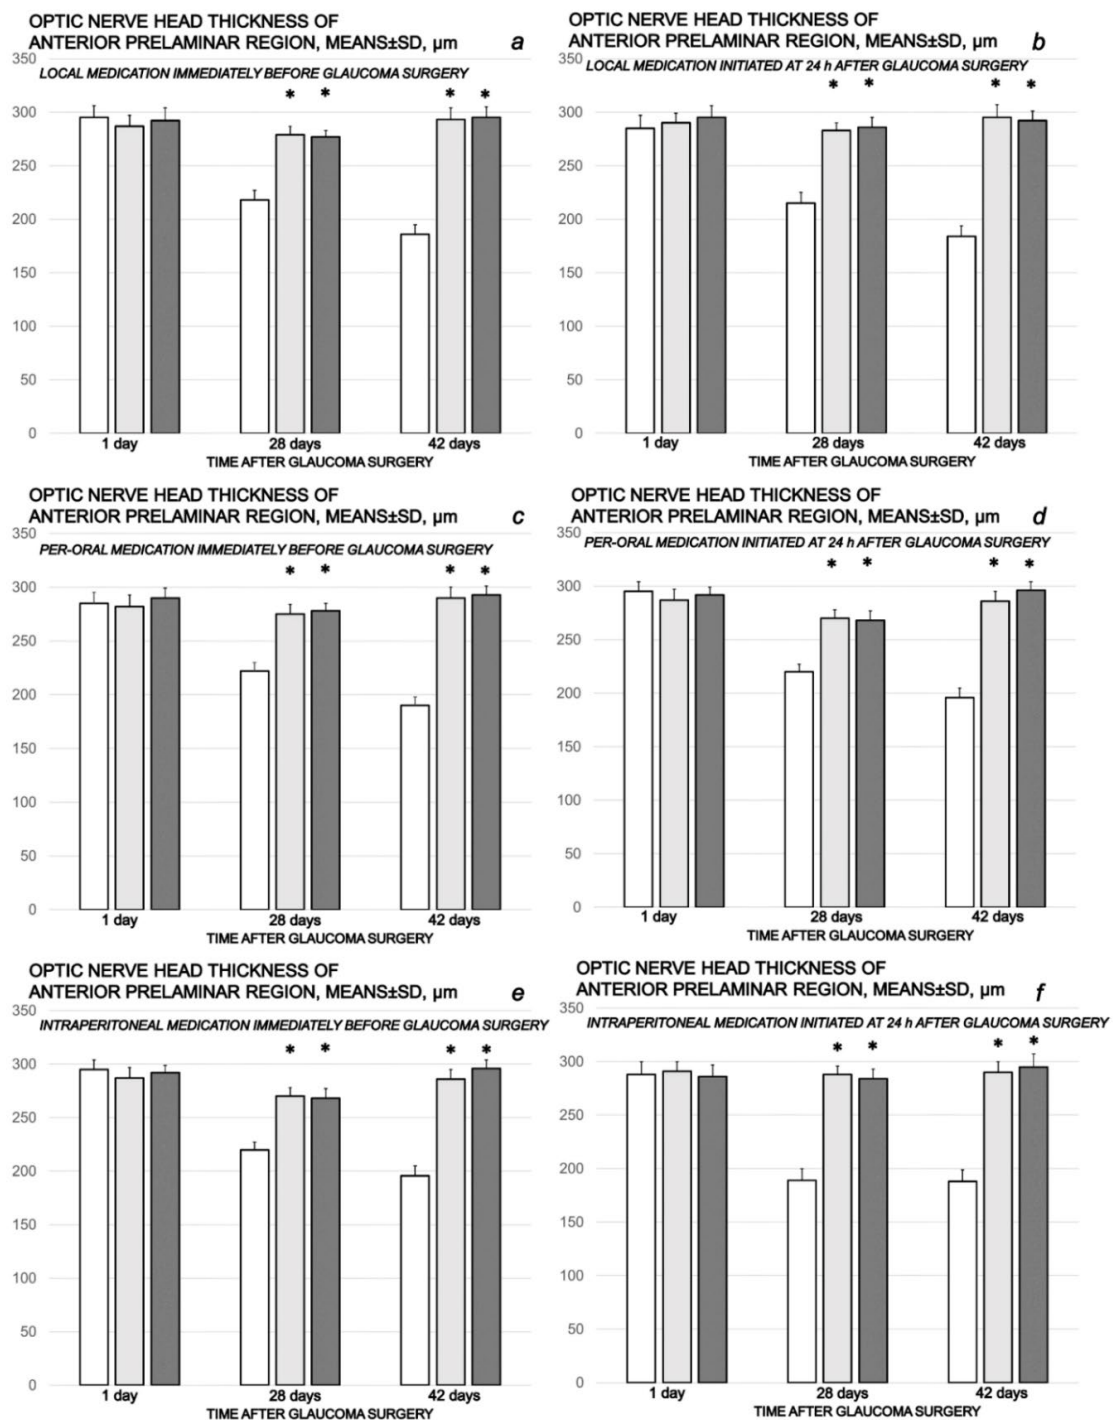 OPTIC NERVE HEAD THICKNESS OF
ANTERIOR PRELAMINAR REGION, MEANS±SD, µm a
350
LOCAL MEDICATION IMMEDIATELY BEFORE GLAUCOMA SURGERY
* * * *
300
250
200
150
100
50
0
1 day 28 days 42 days
TIME AFTER GLAUCOMA SURGERY
OPTIC NERVE HEAD THICKNESS OF
ANTERIOR PRELAMINAR REGION, MEANS±SD, µm b
350
LOCAL MEDICATION INITIATED AT 24 h AFTER GLAUCOMA SURGERY
* * * *
300
250
200
150
100
50
0
1 day 28 days 42 days
TIME AFTER GLAUCOMA SURGERY
OPTIC NERVE HEAD THICKNESS OF
ANTERIOR PRELAMINAR REGION, MEANS±SD, µm c
350
PER-ORAL MEDICATION IMMEDIATELY BEFORE GLAUCOMA SURGERY
* * * *
300
250
200
150
100
50
0
1 day 28 days 42 days
TIME AFTER GLAUCOMA SURGERY
OPTIC NERVE HEAD THICKNESS OF
ANTERIOR PRELAMINAR REGION, MEANS±SD, µm d
350
PER-ORAL MEDICATION INITIATED AT 24 h AFTER GLAUCOMA SURGERY
* * * *
300
250
200
150
100
50
0
1 day 28 days 42 days
TIME AFTER GLAUCOMA SURGERY
OPTIC NERVE HEAD THICKNESS OF
ANTERIOR PRELAMINAR REGION, MEANS±SD, µm e
350
INTRAPERITONEAL MEDICATION IMMEDIATELY BEFORE GLAUCOMA SURGERY
* * * *
300
250
200
150
100
50
0
1 day 28 days 42 days
TIME AFTER GLAUCOMA SURGERY
OPTIC NERVE HEAD THICKNESS OF
ANTERIOR PRELAMINAR REGION, MEANS±SD, µm f
350
INTRAPERITONEAL MEDICATION INITIATED AT 24 h AFTER GLAUCOMA SURGERY
* * * *
300
250
200
150
100
50
0
1 day 28 days 42 days
TIME AFTER GLAUCOMA SURGERY